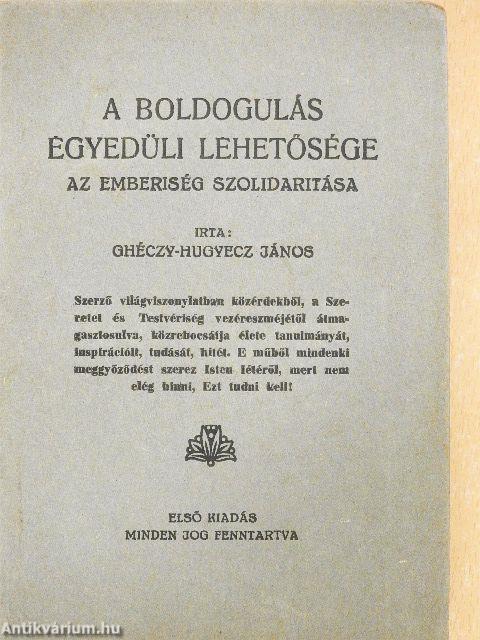 A BOLDOGULÁS
EGYEDÜLI LEHETŐSÉGE
AZ EMBERISÉG SZOLIDARITÁSA
IRTA:
GHÉCZY-HUGYECZ JÁNOS
Szerző világviszonylatban közérdekből, a Sze-
retet és Testvériség vezéreszméjétől átma-
gasztosulva, közrebocsátja élete tanulmányát,
inspirációit, tudását, hitét. E műből mindenki
meggyőződést szerez Isten létéről, mert nem
elég hinni, Ezt tudni kell!
ELSŐ KIADÁS
MINDEN JOG FENNTARTVA
Antikvárium.hu